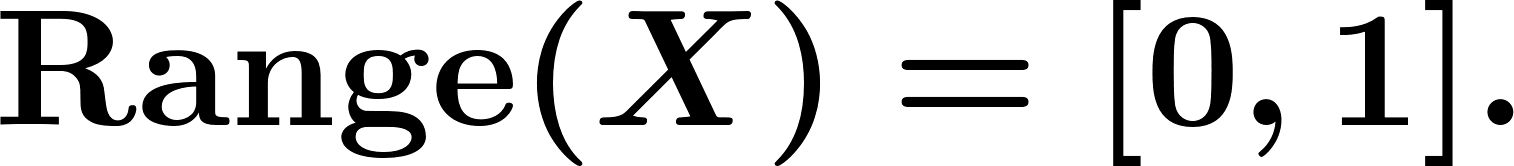 Range(X) = [0, 1].